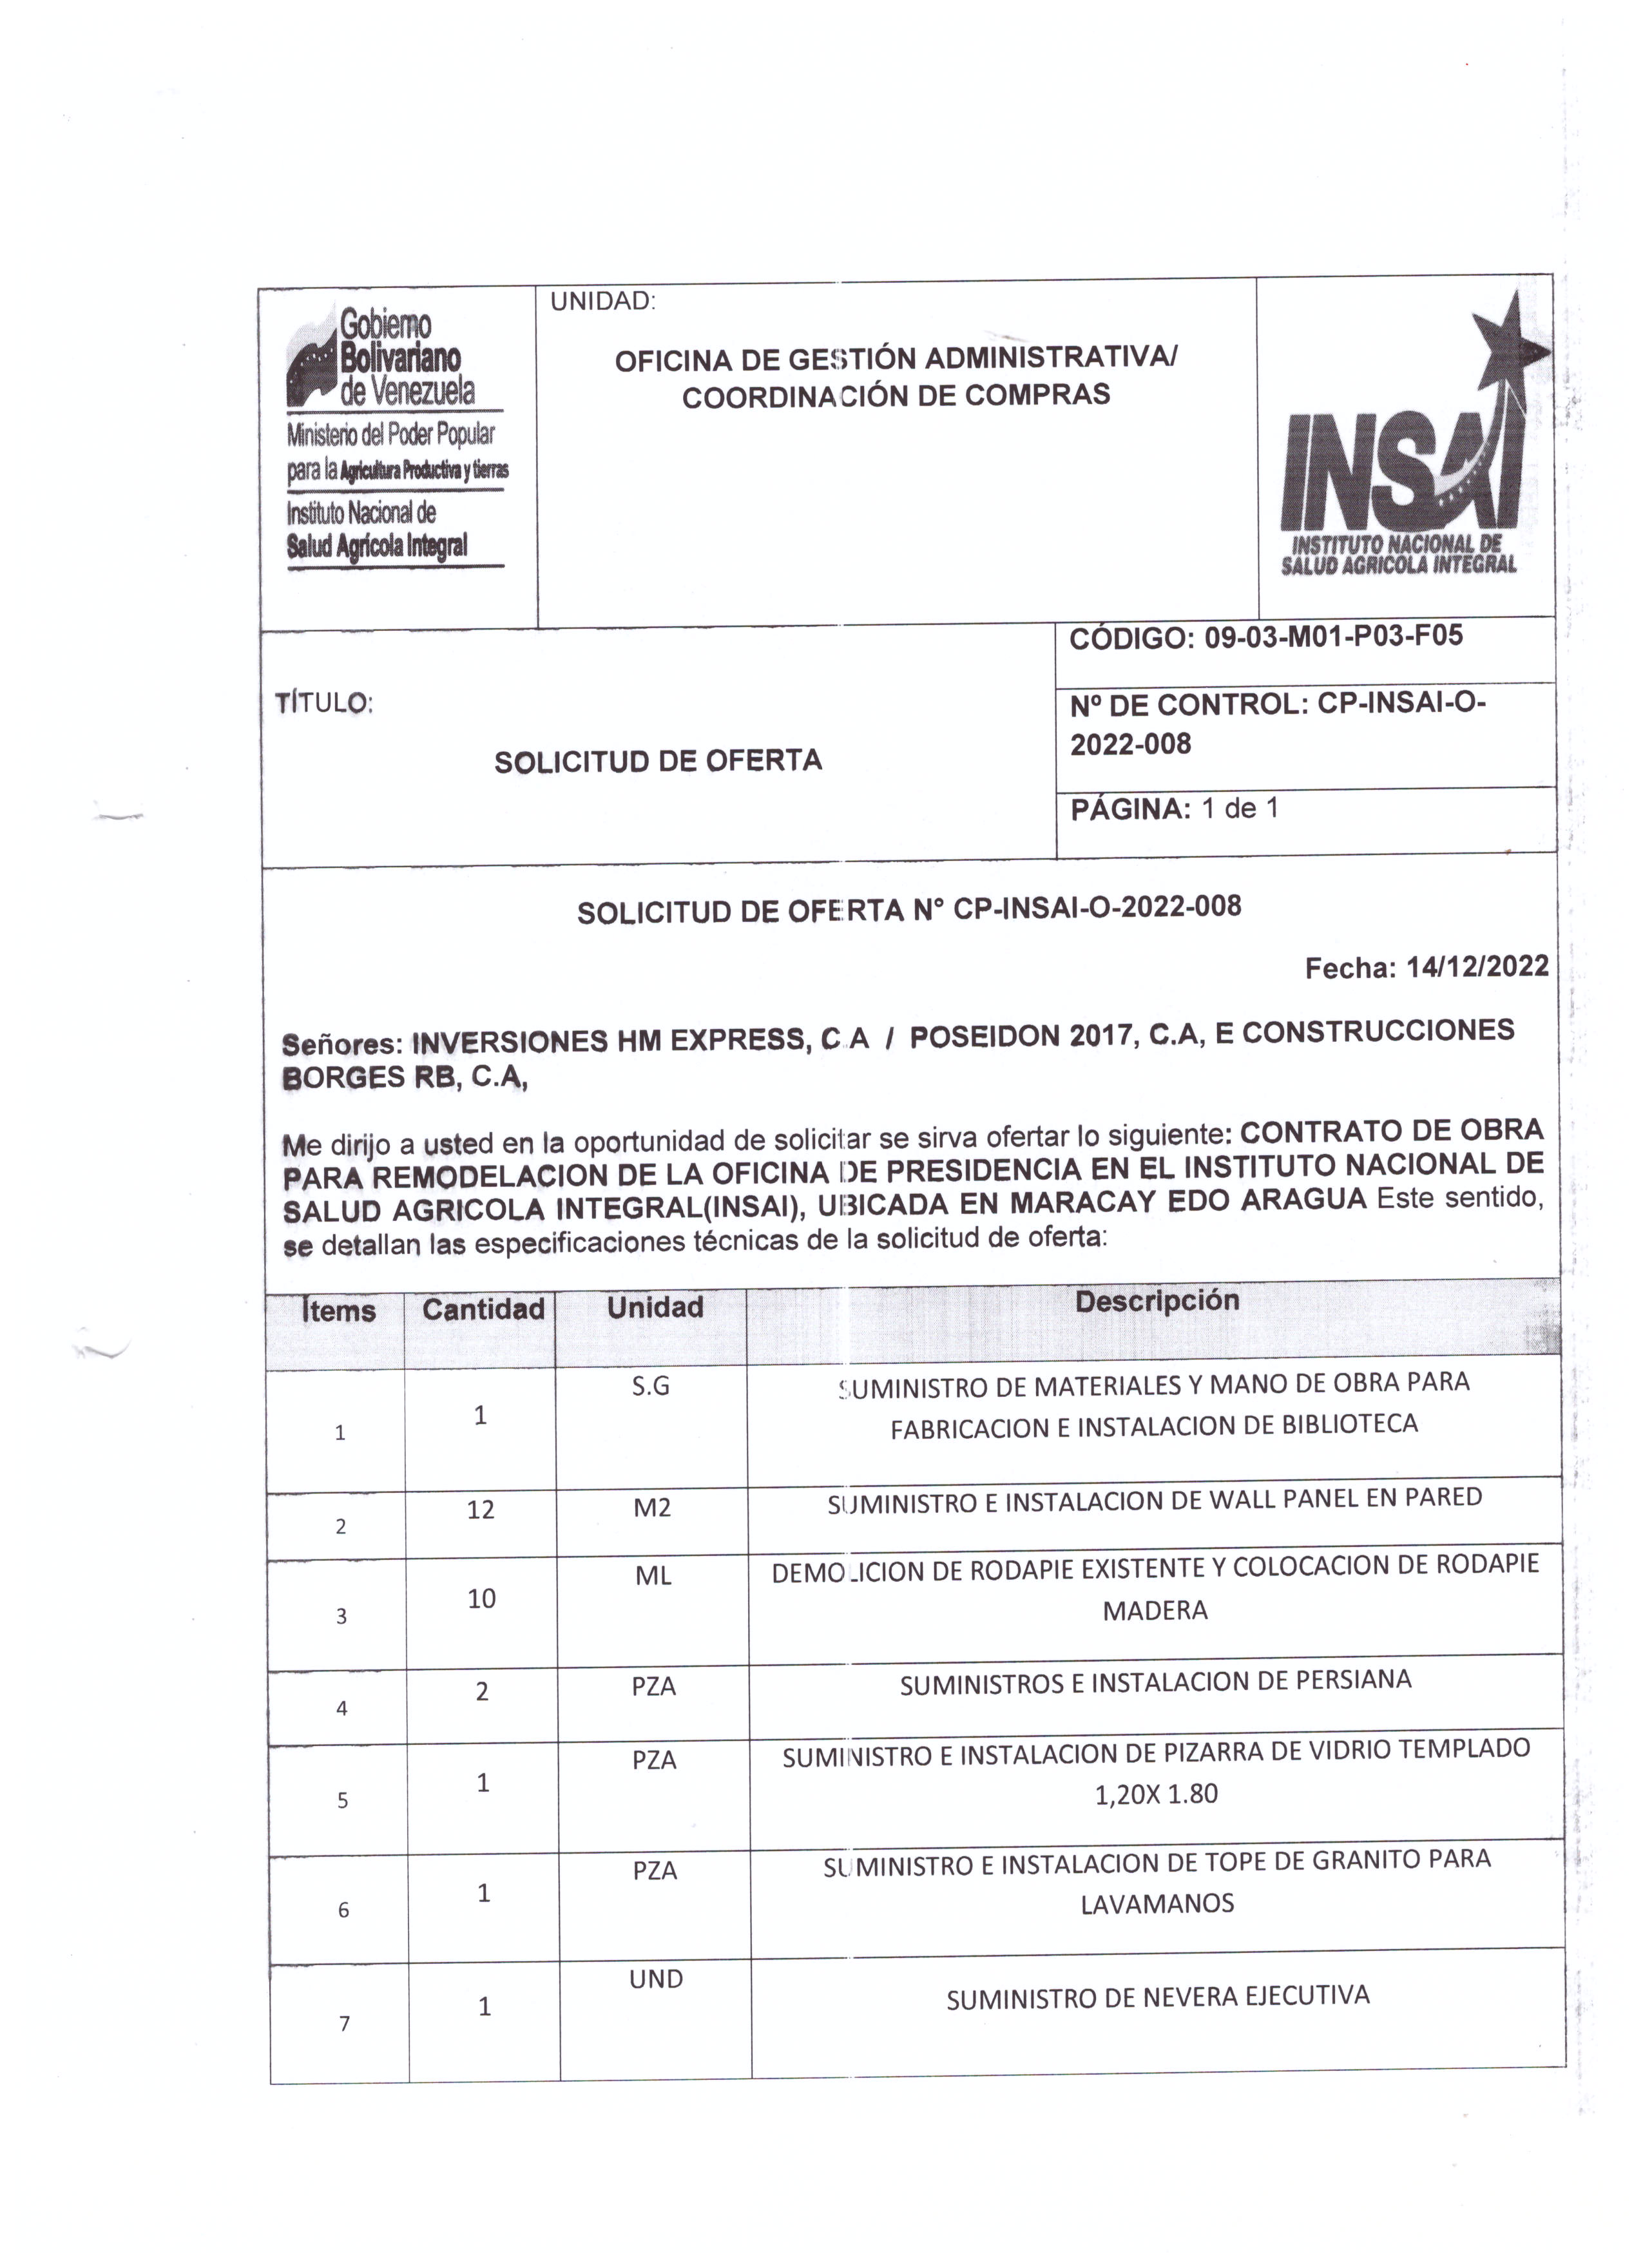 Gobierno
Bolivariano
de Venezuela
Ministerio del Poder Popular
para la Agricultura Productiva y tierras
Instituto Nacional de
Salud Agrícola Integral
UNIDAD:
OFICINA DE GESTIÓN ADMINISTRATIVA/
COORDINACIÓN DE COMPRAS
INSAI
INSTITUTO NACIONAL DE
SALUD AGRICOLA INTEGRAL
TÍTULO:
SOLICITUD DE OFERTA
CÓDIGO: 09-03-M01-P03-F05
Nº DE CONTROL: CP-INSAI-O-
2022-008
PÁGINA: 1 de 1
SOLICITUD DE OFERTA N° CP-INSAI-O-2022-008
Fecha: 14/12/2022
Señores: INVERSIONES HM EXPRESS, C.A / POSEIDON 2017, C.A, E CONSTRUCCIONES
BORGES RB, C.A,
Me dirijo a usted en la oportunidad de solicitar se sirva ofertar lo siguiente: CONTRATO DE OBRA
PARA REMODELACION DE LA OFICINA DE PRESIDENCIA EN EL INSTITUTO NACIONAL DE
SALUD AGRICOLA INTEGRAL(INSAI), UBICADA EN MARACAY EDO ARAGUA Este sentido,
se detallan las especificaciones técnicas de la solicitud de oferta:
Ítems Cantidad Unidad Descripción
1 1 S.G SUMINISTRO DE MATERIALES Y MANO DE OBRA PARA
FABRICACION E INSTALACION DE BIBLIOTECA
2 12 M2 SUMINISTRO E INSTALACION DE WALL PANEL EN PARED
3 10 ML DEMOLICION DE RODAPIE EXISTENTE Y COLOCACION DE RODAPIE
MADERA
4 2 PZA SUMINISTROS E INSTALACION DE PERSIANA
5 1 PZA SUMINISTRO E INSTALACION DE PIZARRA DE VIDRIO TEMPLADO
1,20X 1.80
6 1 PZA SUMINISTRO E INSTALACION DE TOPE DE GRANITO PARA
LAVAMANOS
7 1 UND SUMINISTRO DE NEVERA EJECUTIVA